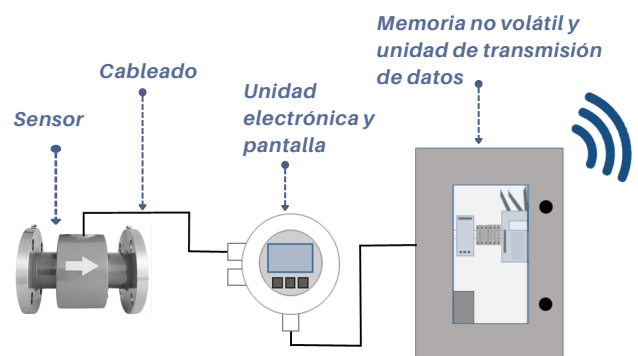 Memoria no volátil y
unidad de transmisión
de datos
Cableado
Unidad
electrónica y
pantalla
Sensor